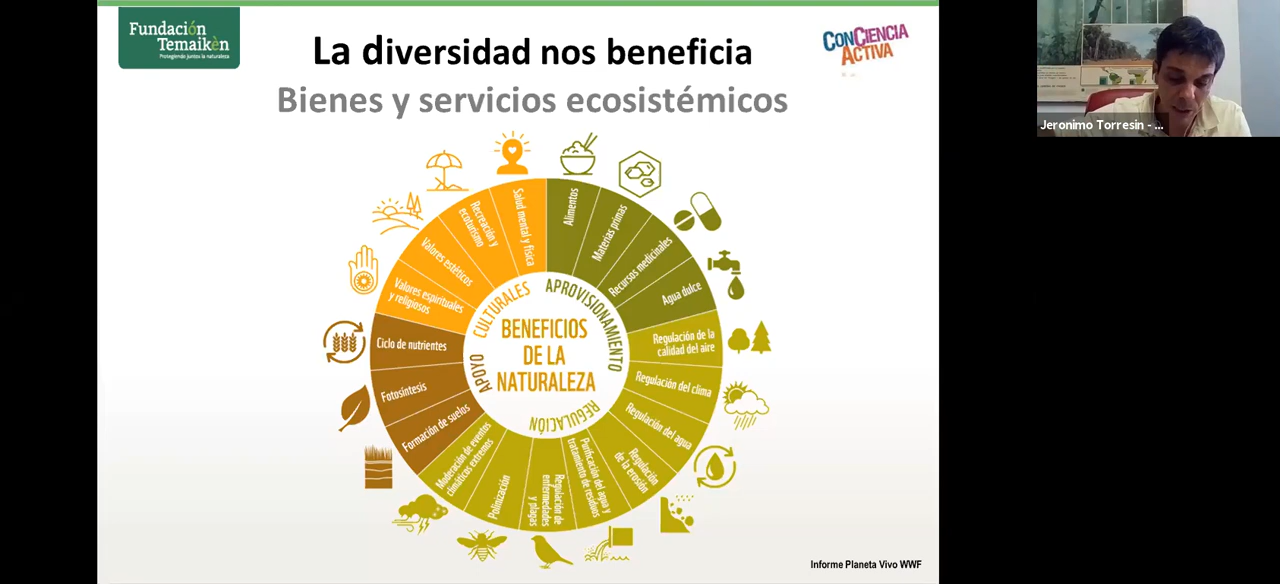 Fundación
Temaikèn
Protegiendo juntos la naturaleza
La diversidad nos beneficia
CONCIENCIA
ACTIVA
Bienes y servicios ecosistémicos
Jeronimo Torresin - ...
Salud mental y física
Recreación y
ecoturismo
Valores estéticos
Valores espirituales
y religiosos
Ciclo de nutrientes
Fotosíntesis
Formación de suelos
Alimentos
Materias primas
Recursos medicinales
Agua dulce
Regulación de la
calidad del aire
Regulación del clima
Regulación del agua
Regulación
de la erosión
Purificación del agua y
tratamiento de residuos
Regulación de
enfermedades
y plagas
Polinización
Moderación de eventos
climáticos extremos
CULTURALES
APROVISIONAMIENTO
APOYO
REGULACIÓN
BENEFICIOS
DE LA
NATURALEZA
Informe Planeta Vivo WWF